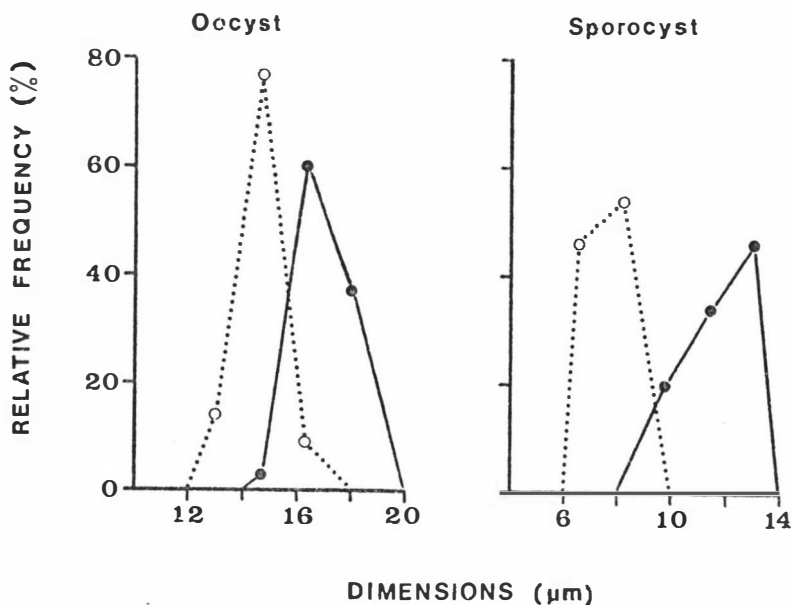 Oocyst
Sporocyst
RELATIVE FREQUENCY (%)
80
60
40
20
0
12 16 20
6 10 14
DIMENSIONS (µm)